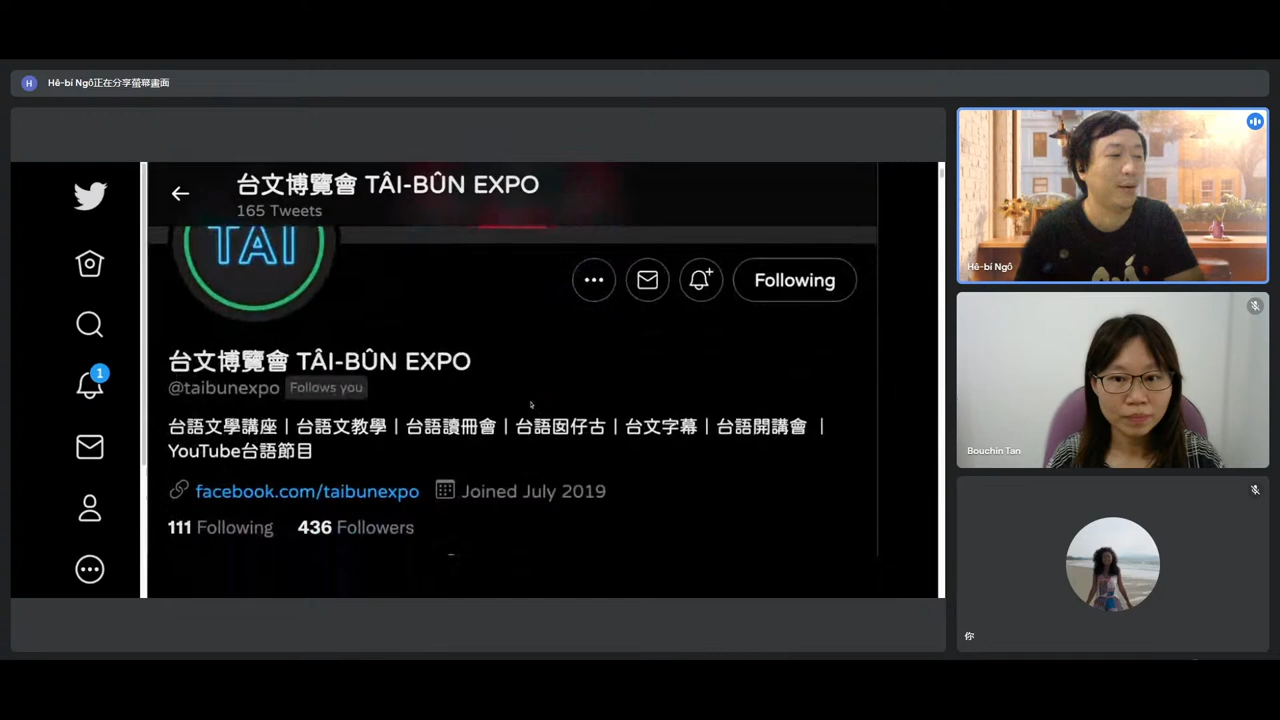 H
Hê-bí Ngô正在分享螢幕畫面
台文博覽會 TÂI-BÛN EXPO
165 Tweets
TAI
Following
台文博覽會 TÂI-BÛN EXPO
@taibunexpo Follows you
台語文學講座｜台語文教學｜台語讀冊會｜台語囡仔古｜台文字幕｜台語開講會｜
YouTube台語節目
facebook.com/taibunexpo Joined July 2019
111 Following 436 Followers
1
Hê-bí Ngô
Bouchin Tan
你